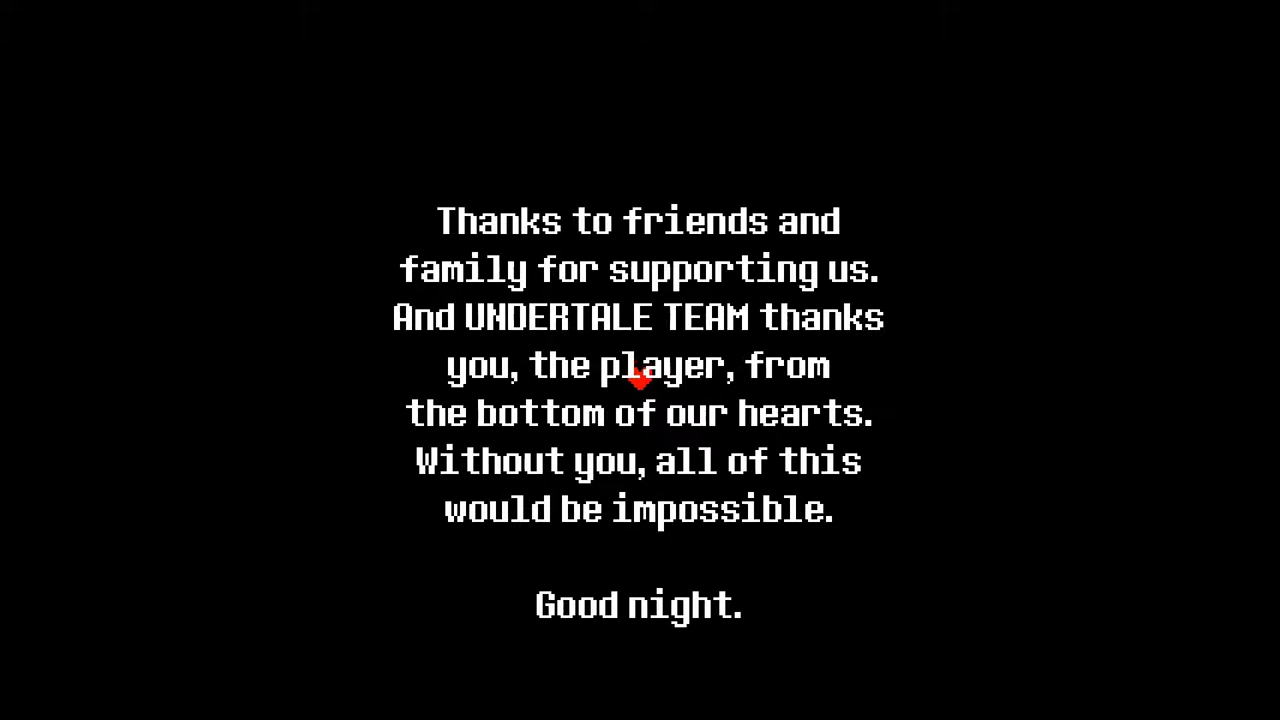 Thanks to friends and
family for supporting us.
And UNDERTALE TEAM thanks
you, the player, from
the bottom of our hearts.
Without you, all of this
would be impossible.
Good night.